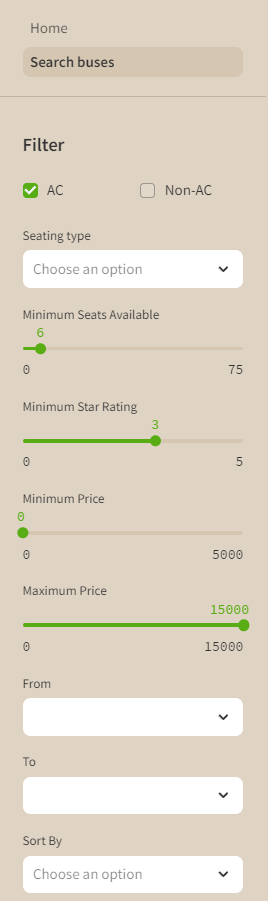 Home
Search buses
Filter
AC Non-AC
Seating type
Choose an option
Minimum Seats Available
6
0 75
Minimum Star Rating
3
0 5
Minimum Price
0
0 5000
Maximum Price
15000
0 15000
From
To
Sort By
Choose an option